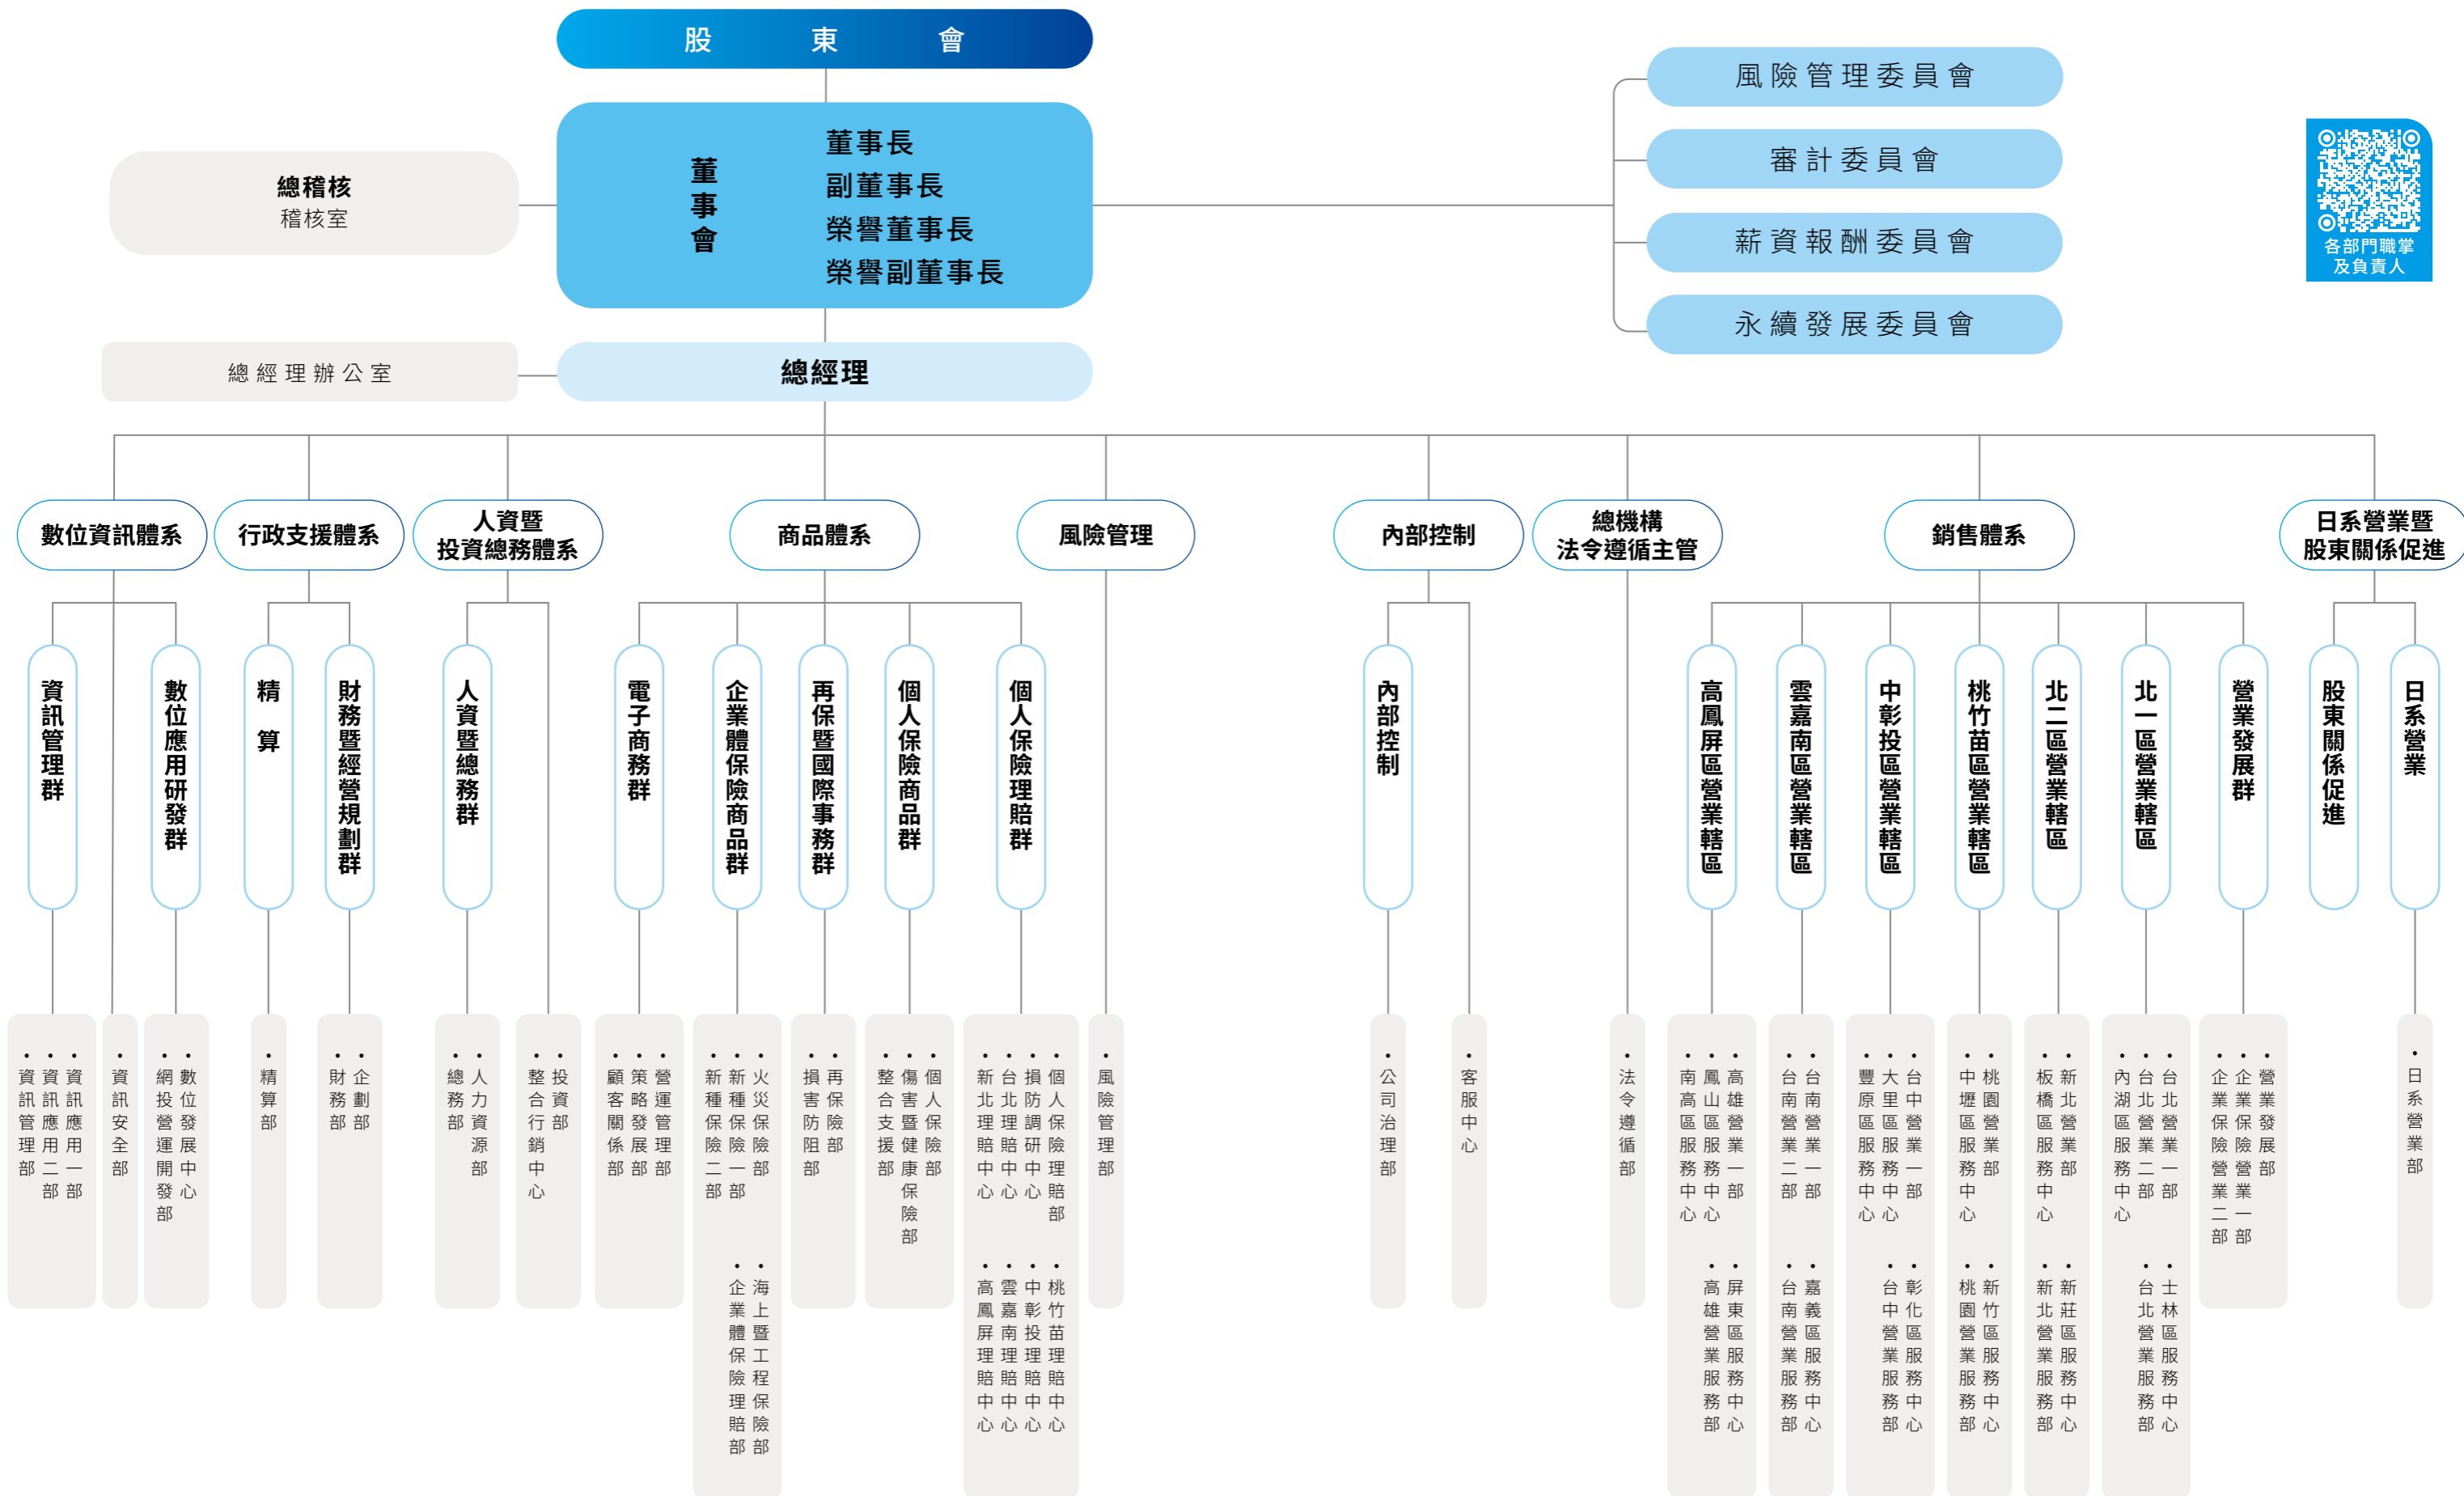 股東會
董事會
董事長
副董事長
榮譽董事長
榮譽副董事長
總稽核
稽核室
風險管理委員會
審計委員會
薪資報酬委員會
永續發展委員會
各部門職掌
及負責人
總經理辦公室
總經理
數位資訊體系
行政支援體系
人資暨
投資總務體系
商品體系
風險管理
內部控制
總機構
法令遵循主管
銷售體系
日系營業暨
股東關係促進
資訊管理群
數位應用研發群
精 算
財務暨經營規劃群
人資暨總務群
電子商務群
企業體保險商品群
再保暨國際事務群
個人保險商品群
個人保險理賠群
內部控制
高鳳屏區營業轄區
雲嘉南區營業轄區
中彰投區營業轄區
桃竹苗區營業轄區
北二區營業轄區
北一區營業轄區
營業發展群
股東關係促進
日系營業
・資訊應用一部
・資訊應用二部
・資訊管理部
・資訊安全部
・數位發展中心
・網投營運開發部
・精算部
・企劃部
・財務部
・人力資源部
・總務部
・投資部
・整合行銷中心
・營運管理部
・策略發展部
・顧客關係部
・火災保險部
・新種保險一部
・新種保險二部
・海上暨工程保險部
・企業體保險理賠部
・再保險部
・損害防阻部
・個人保險部
・傷害暨健康保險部
・整合支援部
・個人保險理賠部
・損防調研中心
・台北理賠中心
・新北理賠中心
・桃竹苗理賠中心
・中彰投理賠中心
・雲嘉南理賠中心
・高鳳屏理賠中心
・風險管理部
・公司治理部
・客服中心
・法令遵循部
・高雄營業一部
・鳳山區服務中心
・南高區服務中心
・屏東區服務中心
・高雄營業服務部
・台南營業一部
・台南營業二部
・嘉義區服務中心
・台南營業服務部
・台中營業一部
・大里區服務中心
・豐原區服務中心
・彰化區服務中心
・台中營業服務部
・桃園營業部
・中壢區服務中心
・新竹區服務中心
・桃園營業服務部
・新北營業部
・板橋區服務中心
・新莊區服務中心
・新北營業服務部
・台北營業一部
・台北營業二部
・內湖區服務中心
・士林區服務中心
・台北營業服務部
・營業發展部
・企業保險營業一部
・企業保險營業二部
・日系營業部